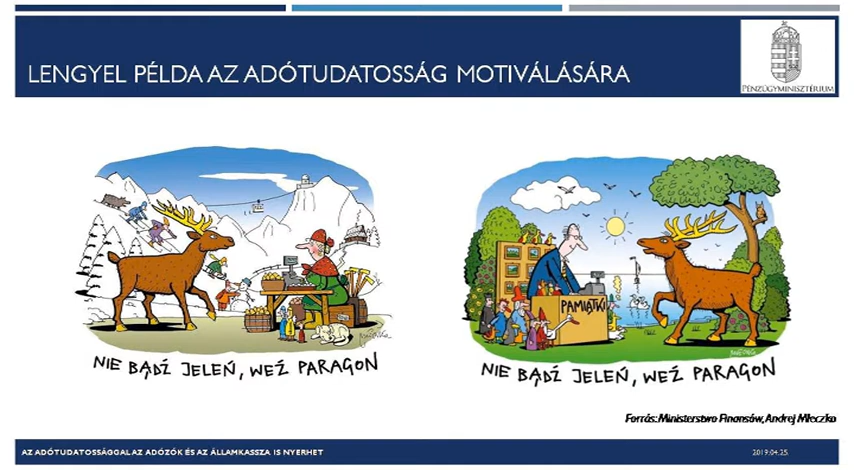 LENGYEL PÉLDA AZ ADÓTUDATOSSÁG MOTIVÁLÁSÁRA
PÉNZÜGYMINISZTÉRIUM
PAMIĄTKI
NIE BĄDŹ JELEŃ, WEŹ PARAGON
NIE BĄDŹ JELEŃ, WEŹ PARAGON
Forrás: Ministerstwo Finansów, Andrej Mleczko
AZ ADÓTUDATOSSÁGGAL AZ ADÓZÓK ÉS AZ ÁLLAMKASSZA IS NYERHET
2019.04.25.